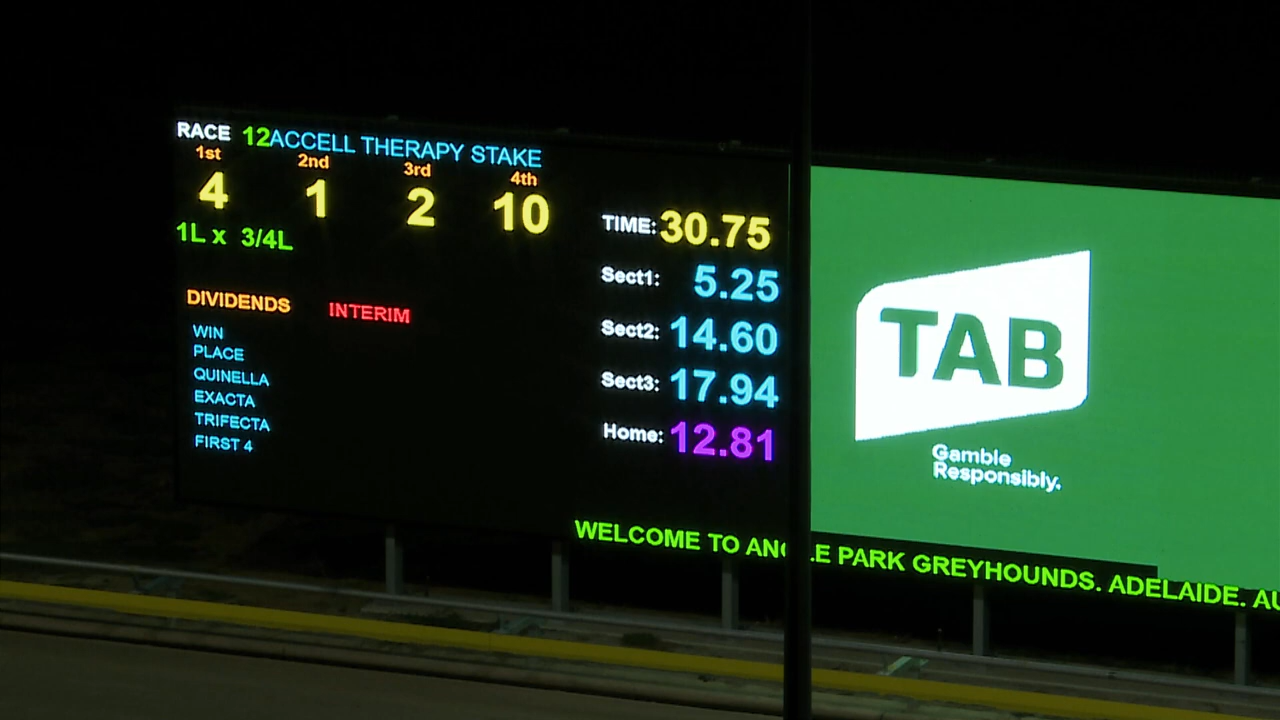 RACE 12ACCELL THERAPY STAKE
1st 2nd 3rd 4th
4 1 2 10
1L x 3/4L
DIVIDENDS INTERIM
WIN
PLACE
QUINELLA
EXACTA
TRIFECTA
FIRST 4
TIME: 30.75
Sect1: 5.25
Sect2: 14.60
Sect3: 17.94
Home: 12.81
TAB
Gamble
Responsibly.
WELCOME TO ANGLE PARK GREYHOUNDS. ADELAIDE. AU